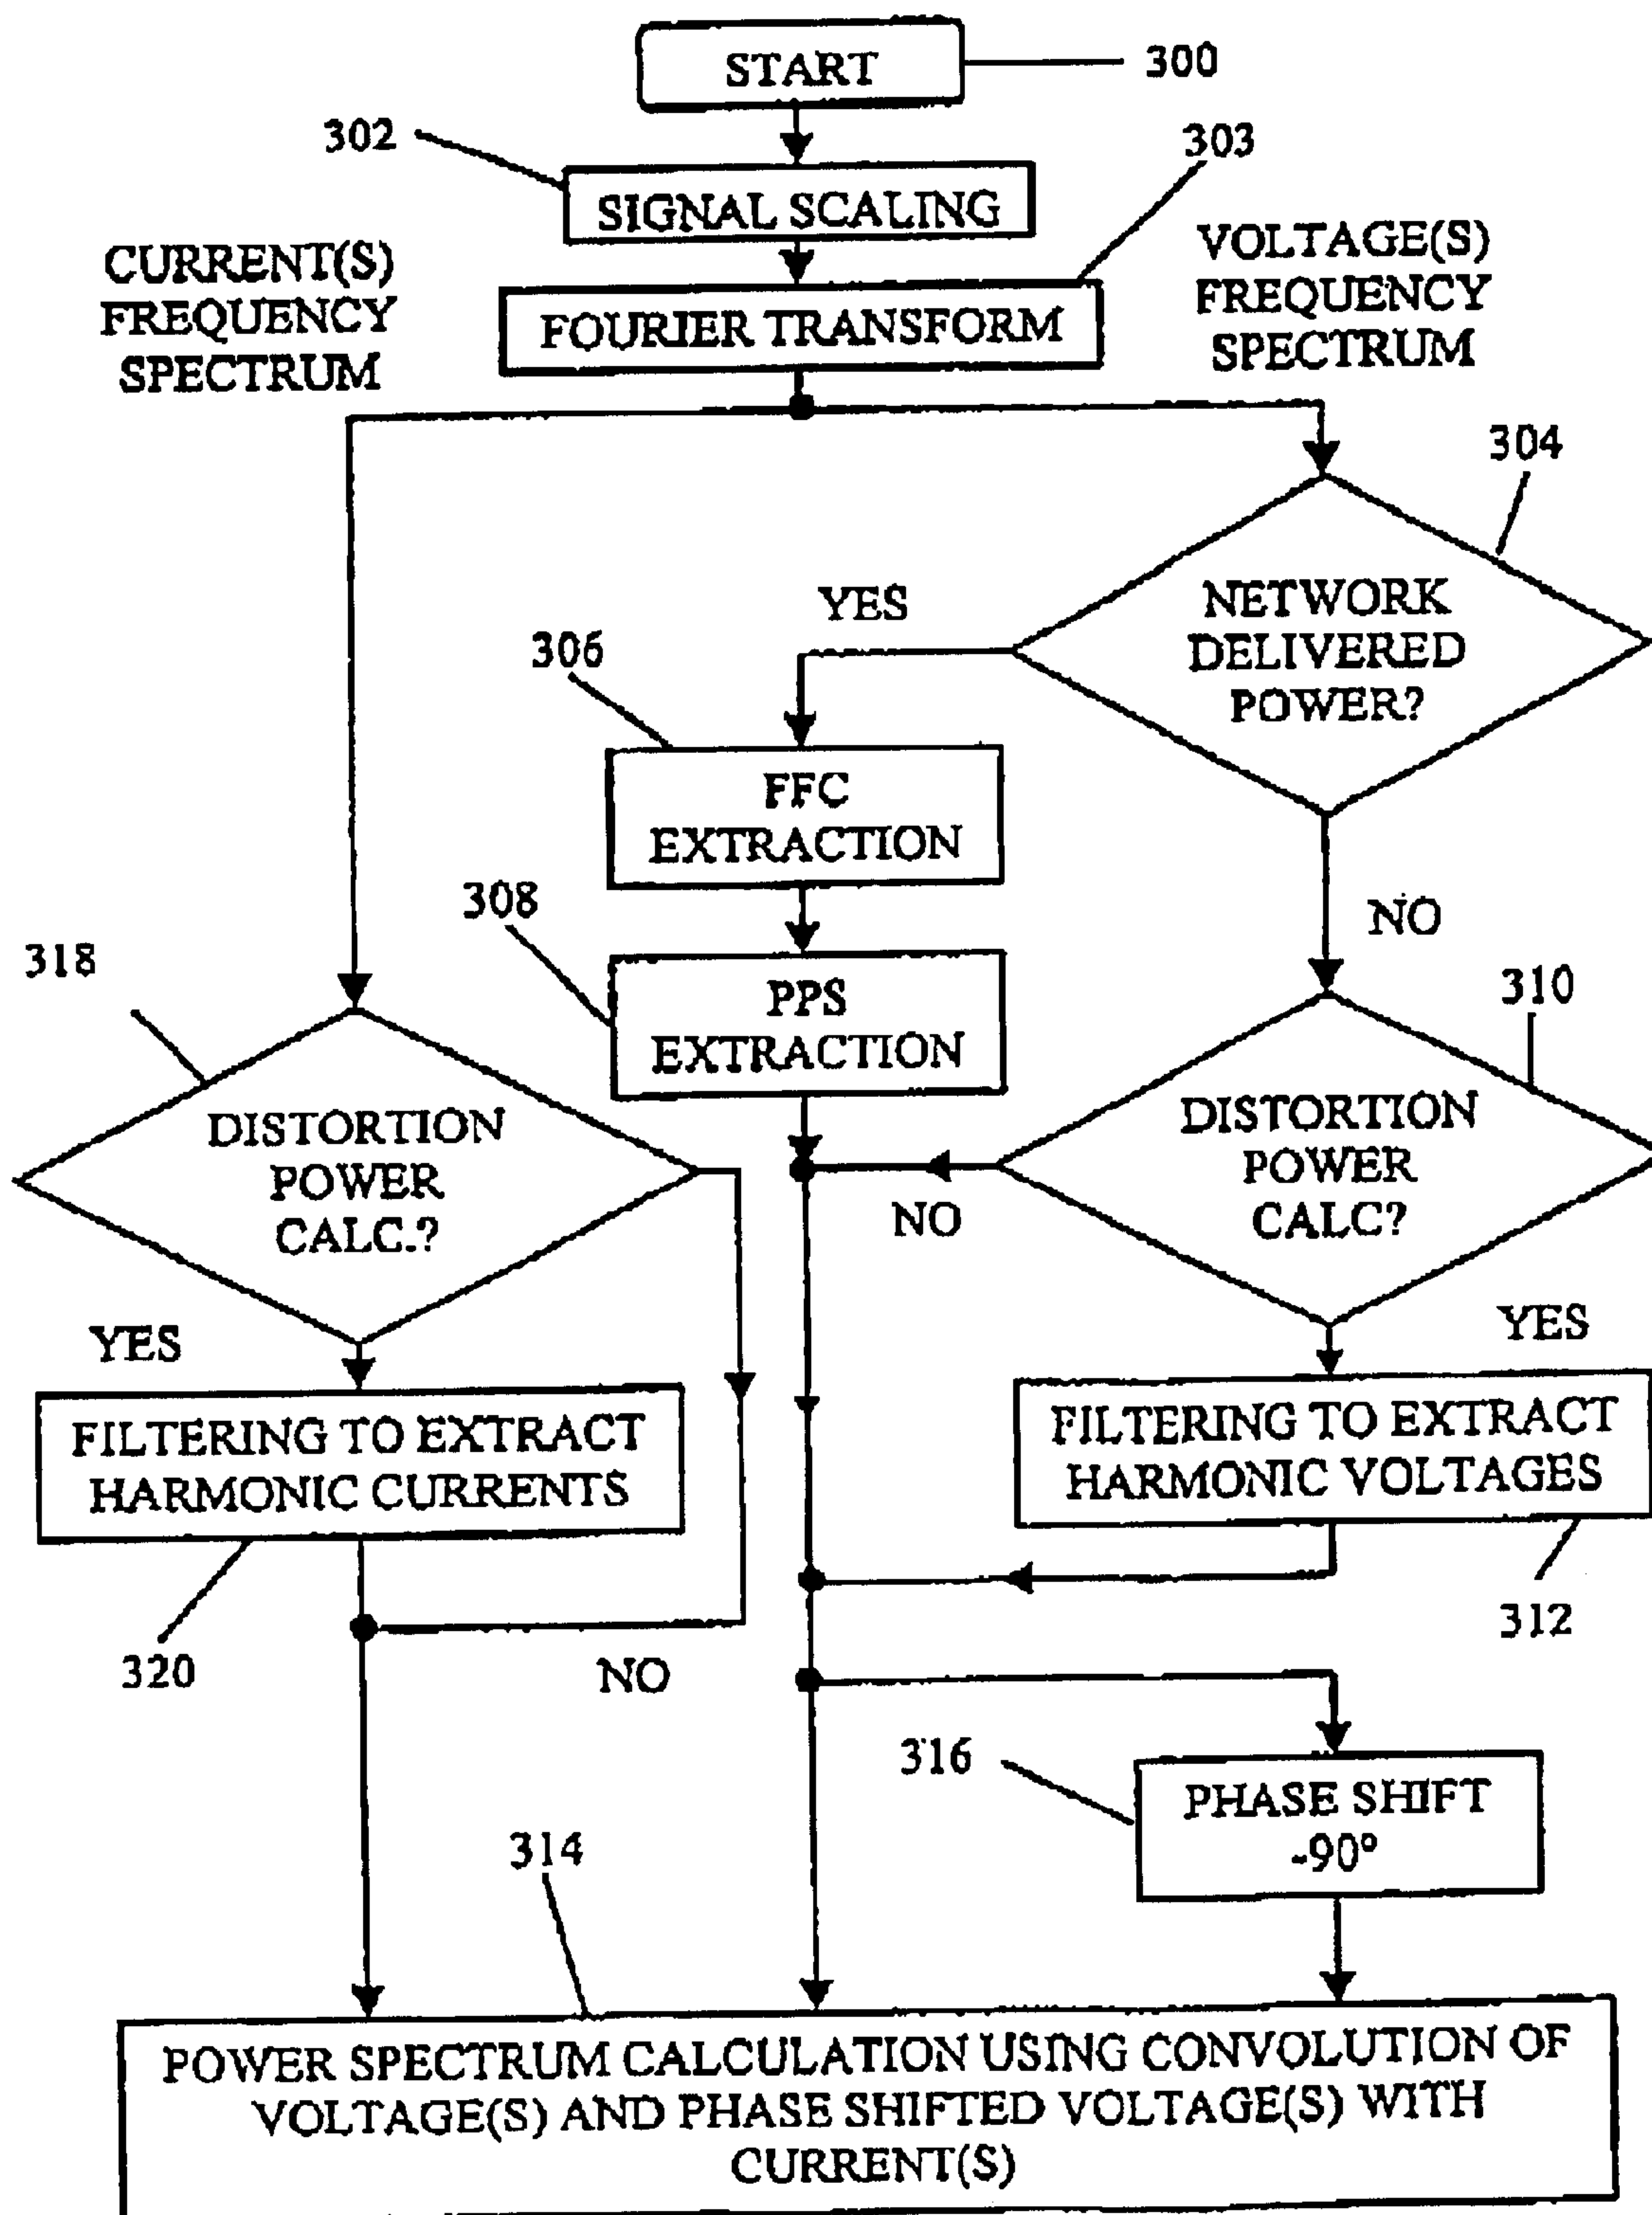 START
300
302
303
SIGNAL SCALING
CURRENT(S)
FREQUENCY
SPECTRUM
VOLTAGE(S)
FREQUENCY
SPECTRUM
FOURIER TRANSFORM
304
NETWORK
DELIVERED
POWER?
YES
306
FFC
EXTRACTION
NO
308
PPS
EXTRACTION
318
310
DISTORTION
POWER
CALC.?
DISTORTION
POWER
CALC?
NO
YES
YES
FILTERING TO EXTRACT
HARMONIC CURRENTS
FILTERING TO EXTRACT
HARMONIC VOLTAGES
320
NO
312
316
PHASE SHIFT
-90°
314
POWER SPECTRUM CALCULATION USING CONVOLUTION OF
VOLTAGE(S) AND PHASE SHIFTED VOLTAGE(S) WITH
CURRENT(S)